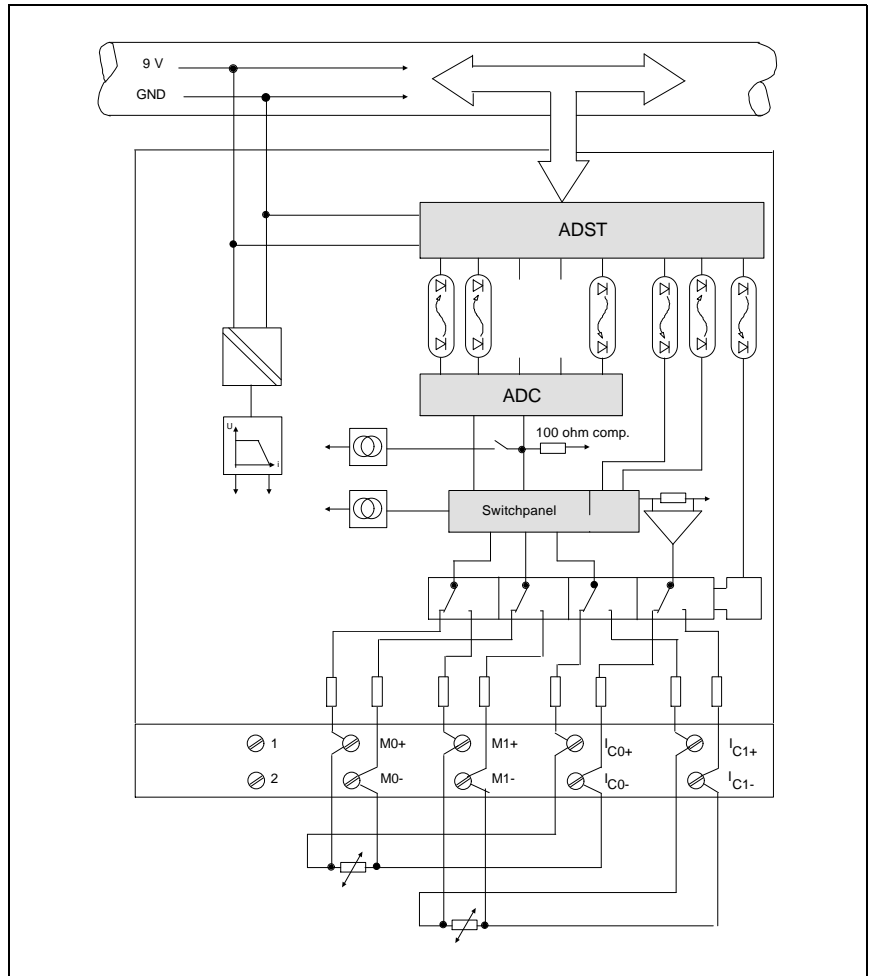 9 V
GND
ADST
ADC
100 ohm comp.
U
i
Switchpanel
1 M0+ M1+ IC0+ IC1+
2 M0- M1- IC0- IC1-